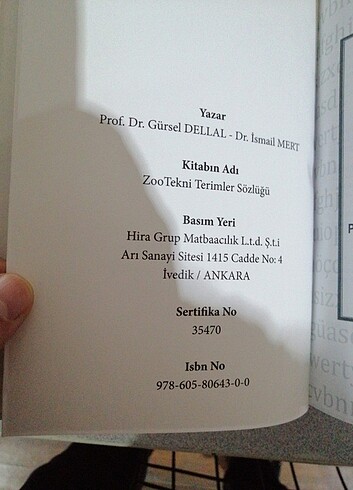 Yazar
Prof. Dr. Gürsel DELLAL - Dr. İsmail MERT
Kitabın Adı
ZooTekni Terimler Sözlüğü
Basım Yeri
Hira Grup Matbaacılık L.t.d. Ş.t.i
Arı Sanayi Sitesi 1415 Cadde No: 4
İvedik / ANKARA
Sertifika No
35470
Isbn No
978-605-80643-0-0